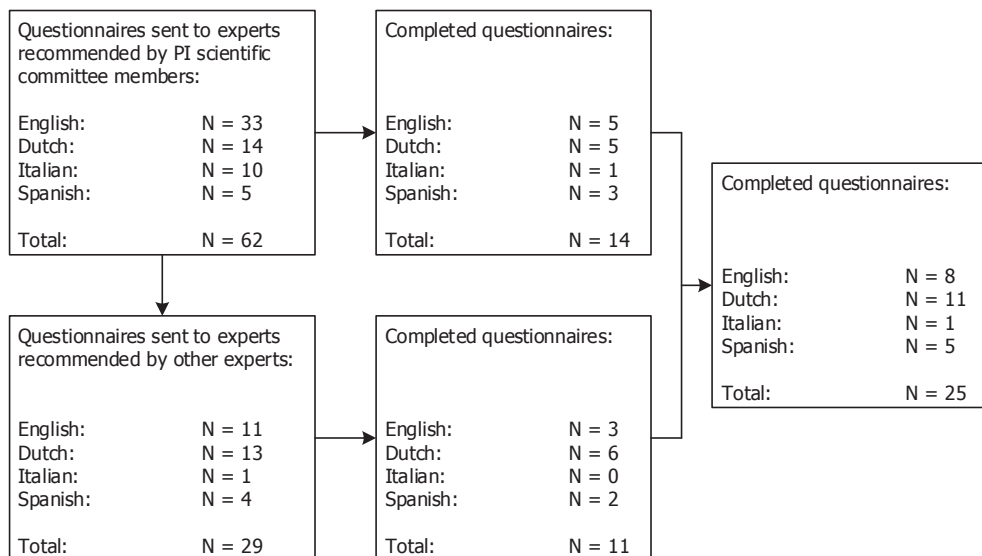 Questionnaires sent to experts
recommended by PI scientific
committee members:
English: N = 33
Dutch: N = 14
Italian: N = 10
Spanish: N = 5
Total: N = 62
Completed questionnaires:
English: N = 5
Dutch: N = 5
Italian: N = 1
Spanish: N = 3
Total: N = 14
Questionnaires sent to experts
recommended by other experts:
English: N = 11
Dutch: N = 13
Italian: N = 1
Spanish: N = 4
Total: N = 29
Completed questionnaires:
English: N = 3
Dutch: N = 6
Italian: N = 0
Spanish: N = 2
Total: N = 11
Completed questionnaires:
English: N = 8
Dutch: N = 11
Italian: N = 1
Spanish: N = 5
Total: N = 25